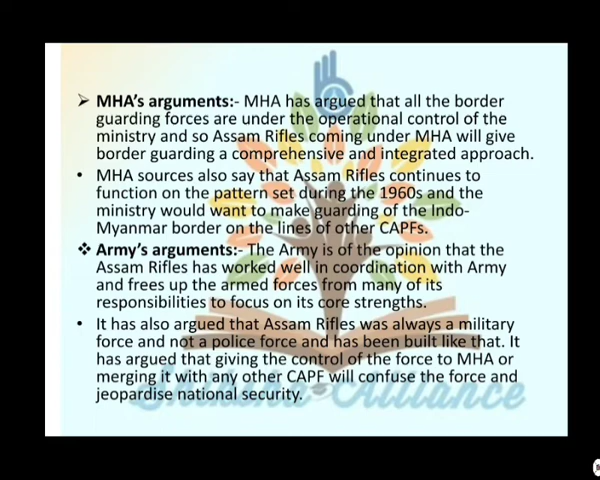 ➤ MHA's arguments:- MHA has argued that all the border
guarding forces are under the operational control of the
ministry and so Assam Rifles coming under MHA will give
border guarding a comprehensive and integrated approach.
• MHA sources also say that Assam Rifles continues to
function on the pattern set during the 1960s and the
ministry would want to make guarding of the Indo-
Myanmar border on the lines of other CAPFs.
❖ Army's arguments:- The Army is of the opinion that the
Assam Rifles has worked well in coordination with Army
and frees up the armed forces from many of its
responsibilities to focus on its core strengths.
• It has also argued that Assam Rifles was always a military
force and not a police force and has been built like that. It
has argued that giving the control of the force to MHA or
merging it with any other CAPF will confuse the force and
jeopardise national security.
Alliance